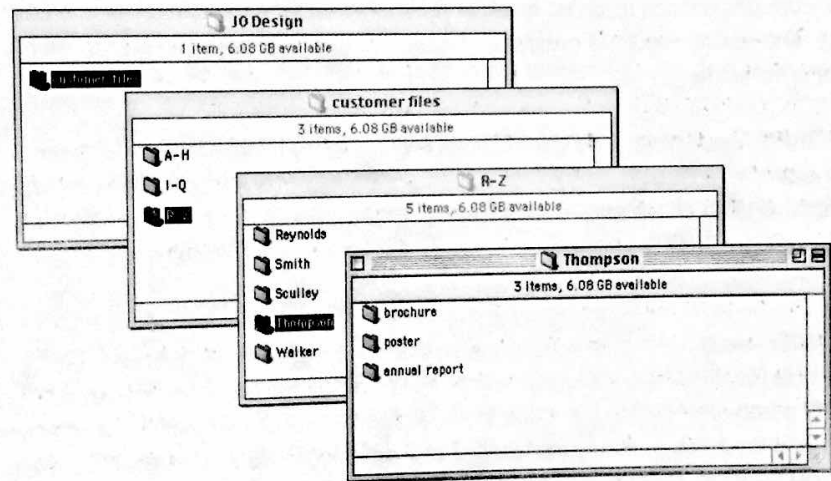 JO Design
1 item, 6.08 GB available
customer files
customer files
3 items, 6.08 GB available
A-H
I-Q
R-Z
R-Z
5 items, 6.08 GB available
Reynolds
Smith
Sculley
Thompson
Walker
Thompson
3 items, 6.08 GB available
brochure
poster
annual report